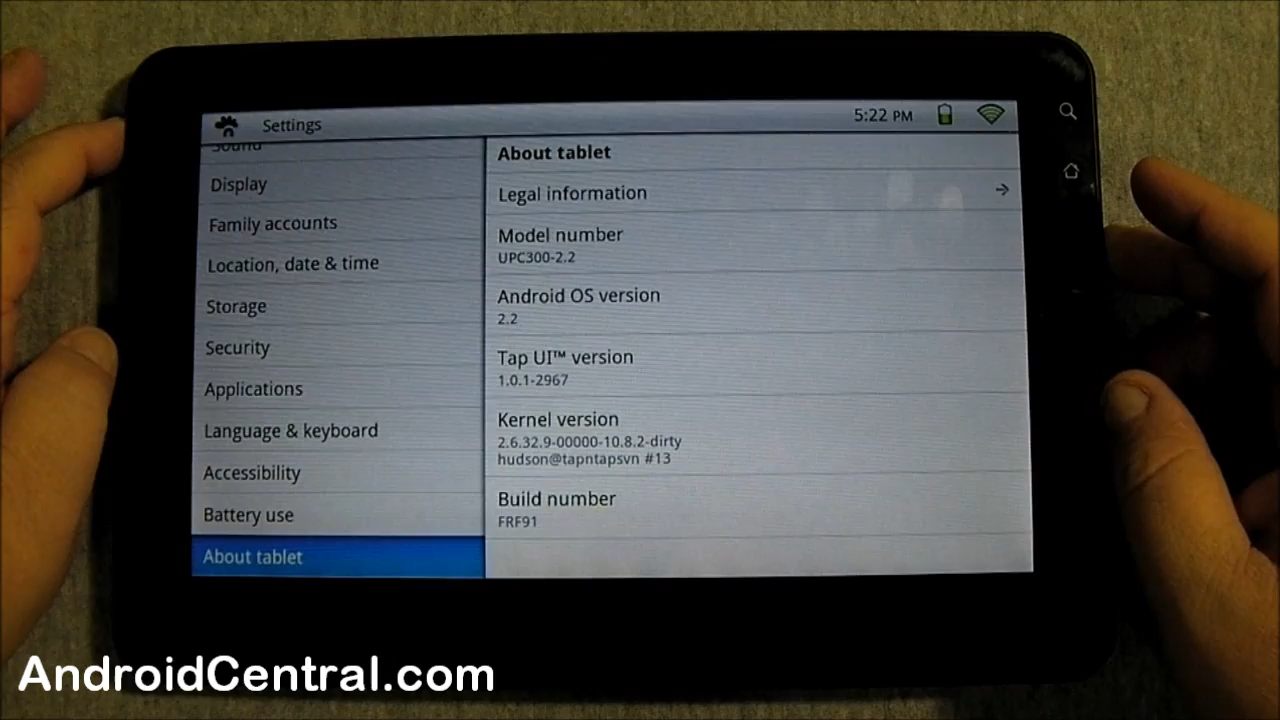 Settings
5:22 PM
Sound
Display
Family accounts
Location, date & time
Storage
Security
Applications
Language & keyboard
Accessibility
Battery use
About tablet
About tablet
Legal information
Model number
UPC300-2.2
Android OS version
2.2
Tap UI™ version
1.0.1-2967
Kernel version
2.6.32.9-00000-10.8.2-dirty
hudson@tapntapsvn #13
Build number
FRF91
AndroidCentral.com